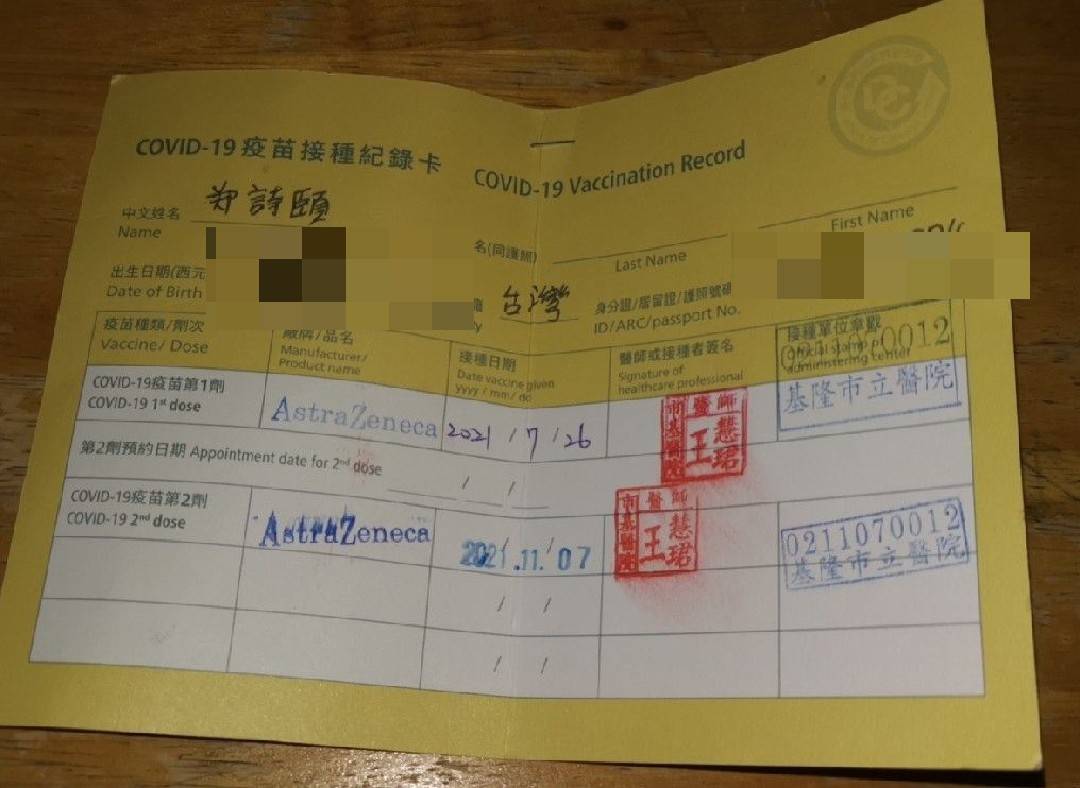 COVID-19 疫苗接種紀錄卡 COVID-19 Vaccination Record
中文姓名 鄭詩頤
Name
名(同護照)
Last Name
First Name
出生日期(西元
Date of Birth
台灣
身分證/居留證/護照號碼
ID/ARC/passport No.
疫苗種類/劑次
Vaccine/ Dose
廠牌/品名
Manufacturer/
Product name
接種日期
Date vaccine given
yyyy / mm / dd
醫師或接種者簽名
Signature of
healthcare professional
接種單位章戳
Official stamp of
administering center
COVID-19疫苗第1劑
COVID-19 1st dose
AstraZeneca
2021 / 7 / 26
醫師
王慧珺
0211070012
基隆市立醫院
第2劑預約日期 Appointment date for 2nd dose / /
COVID-19疫苗第2劑
COVID-19 2nd dose
AstraZeneca
2021.11.07
醫師
王慧珺
0211070012
基隆市立醫院
/ /
/ /